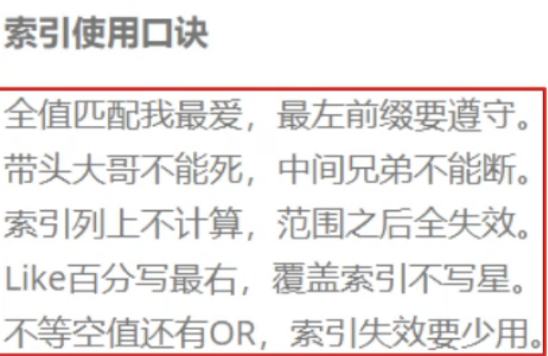 索引使用口诀
全值匹配我最爱，最左前缀要遵守。
带头大哥不能死，中间兄弟不能断。
索引列上不计算，范围之后全失效。
Like百分写最右，覆盖索引不写星。
不等空值还有OR，索引失效要少用。